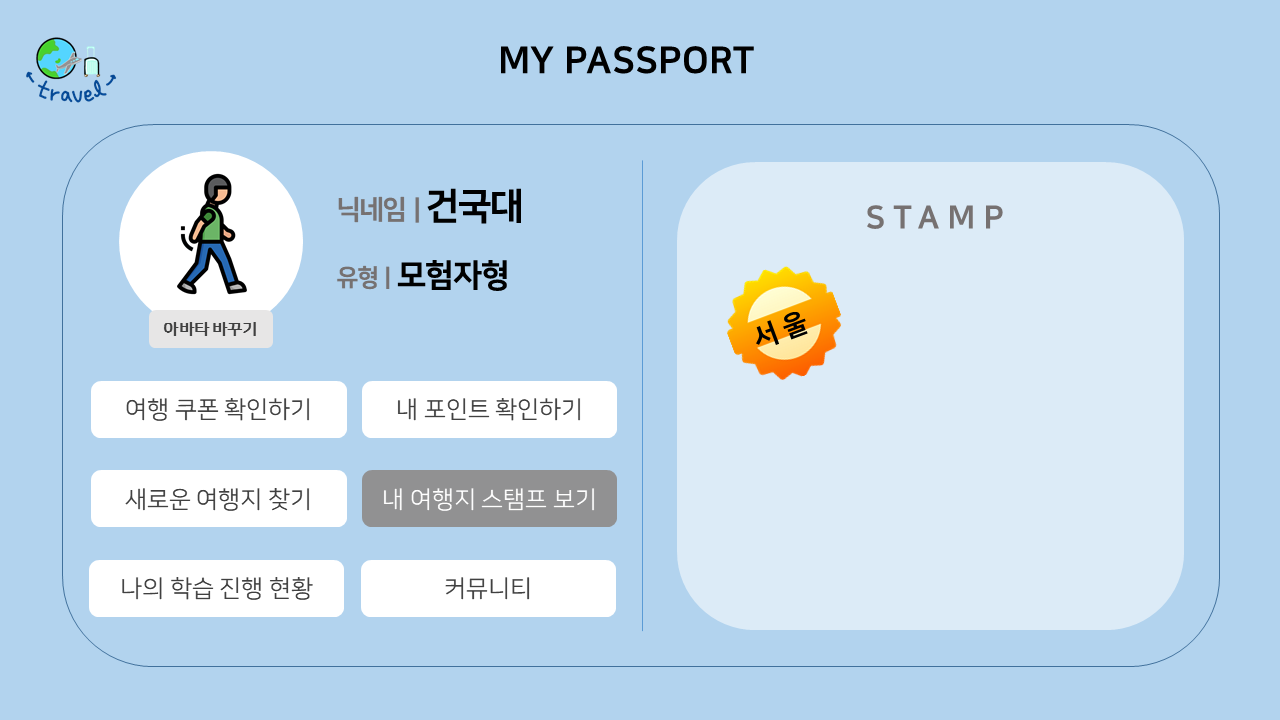 travel
MY PASSPORT
닉네임 | 건국대
유형 | 모험자형
아바타 바꾸기
여행 쿠폰 확인하기
내 포인트 확인하기
새로운 여행지 찾기
내 여행지 스탬프 보기
나의 학습 진행 현황
커뮤니티
STAMP
서울